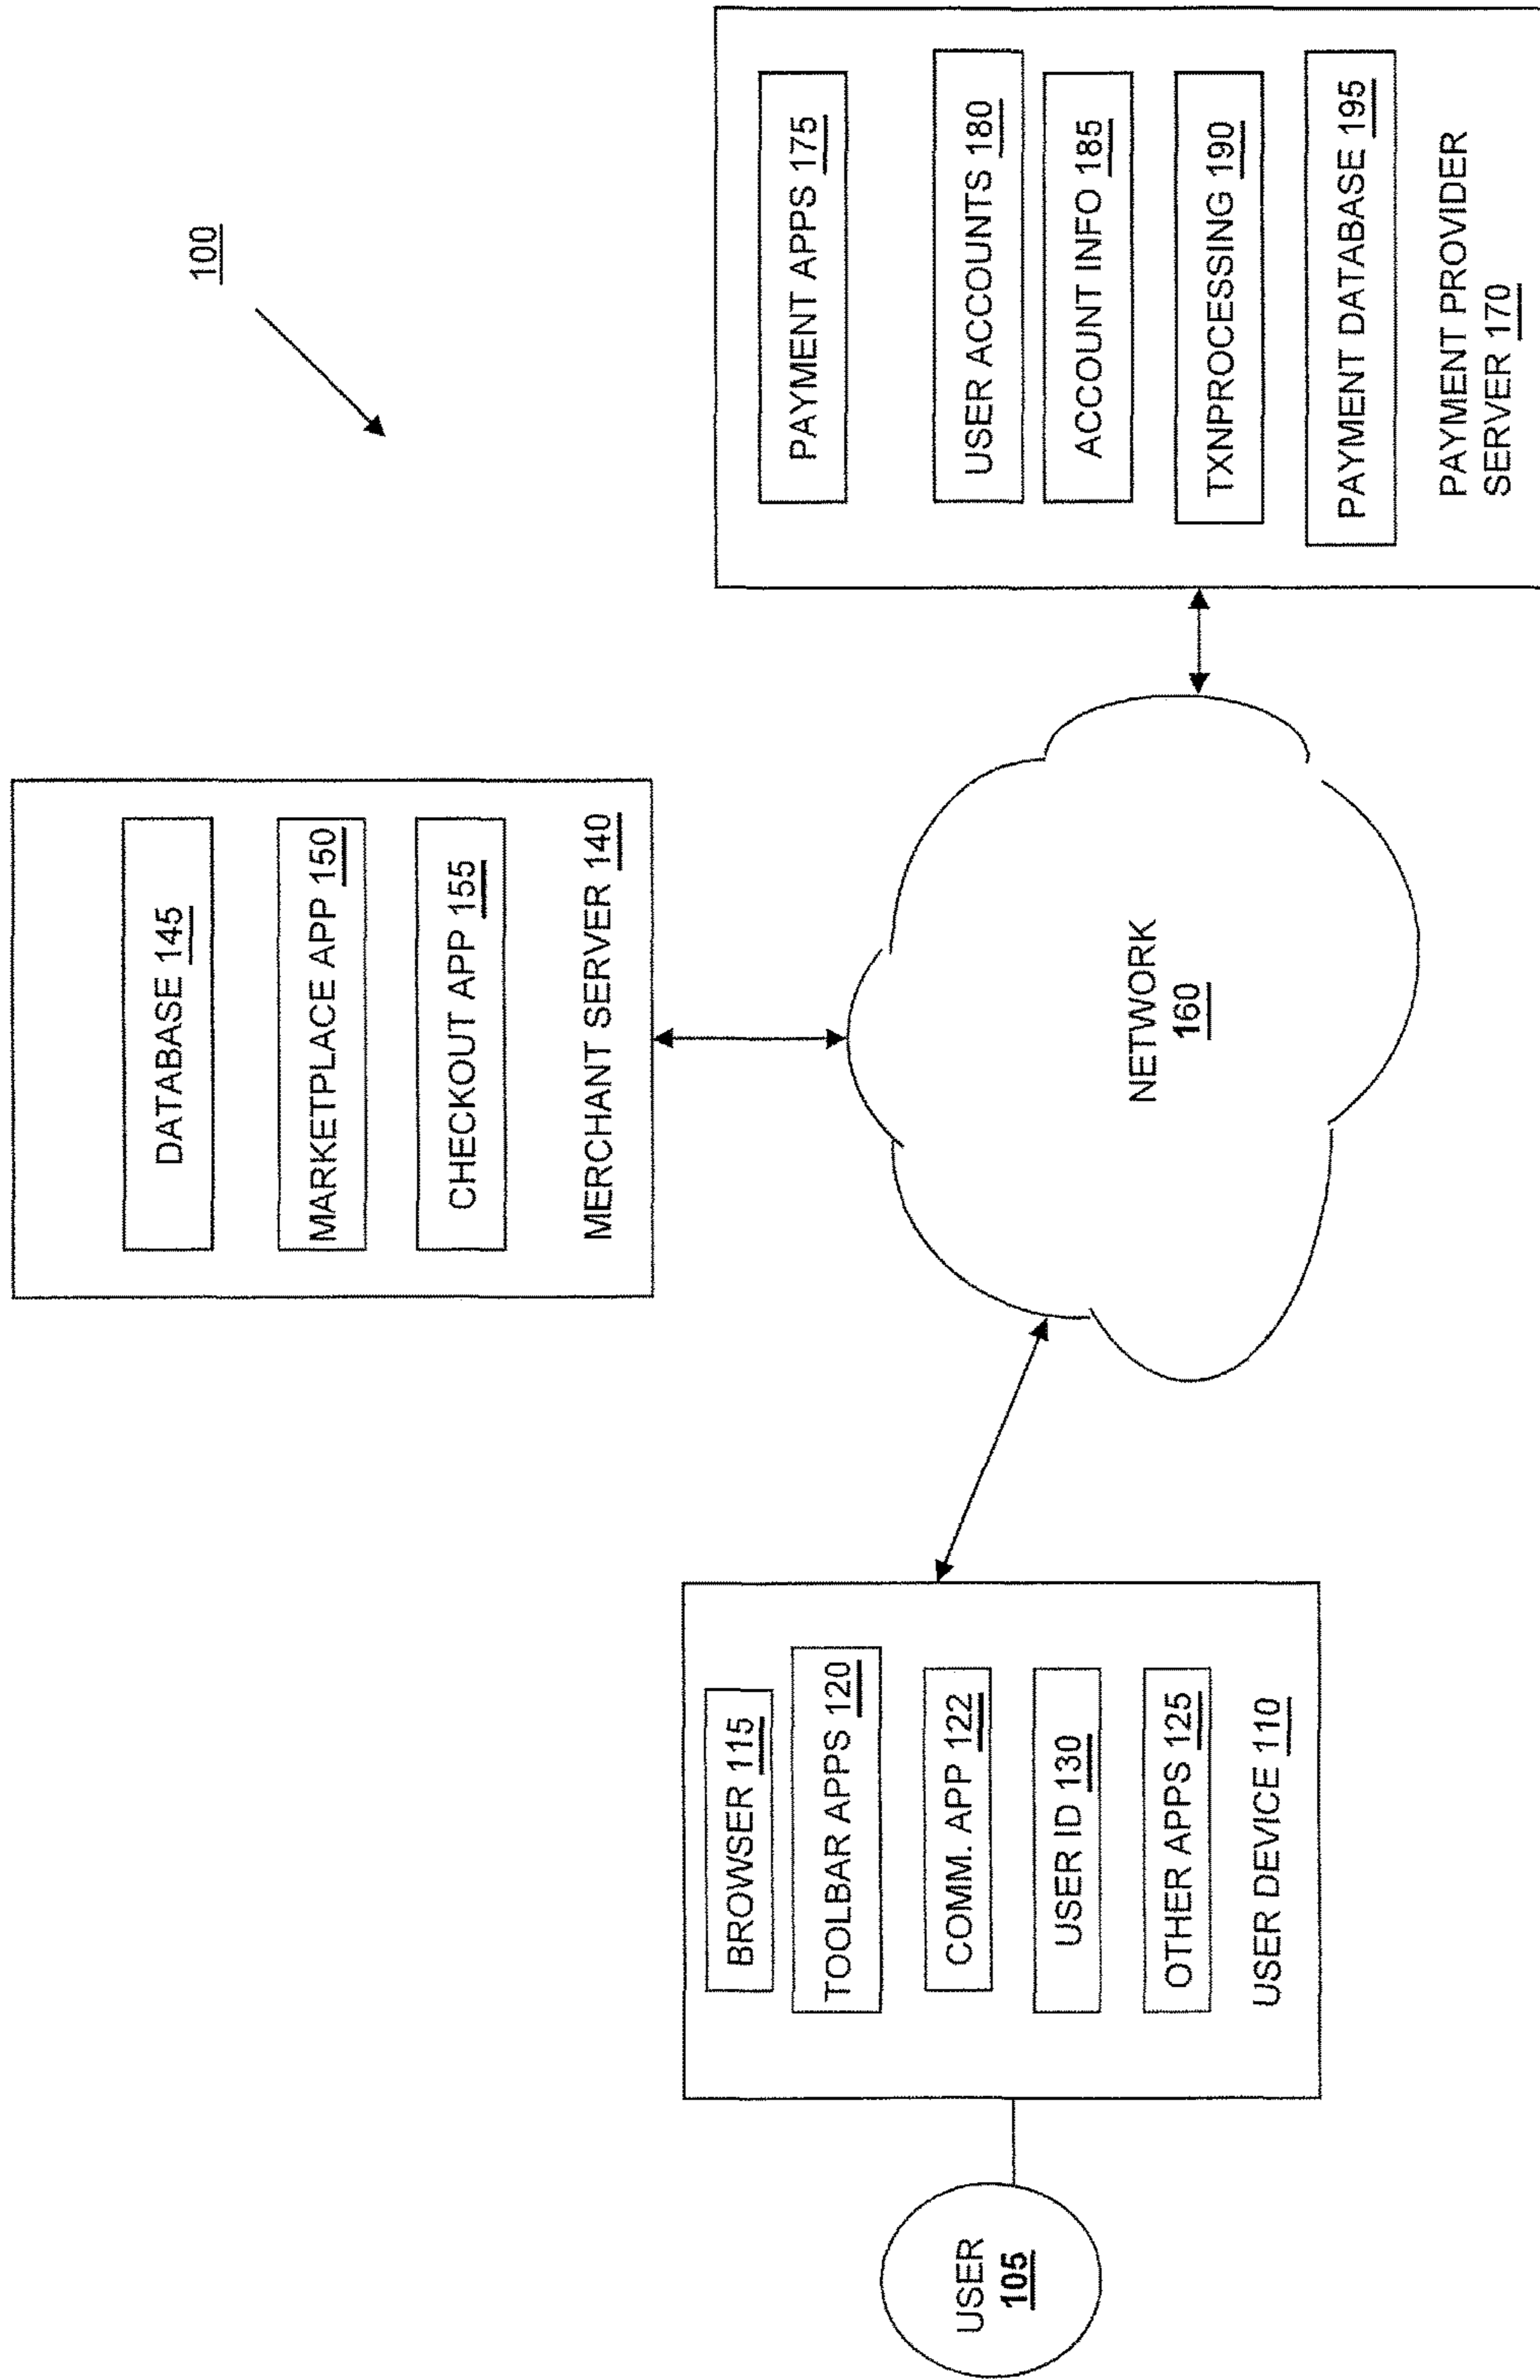 100
DATABASE 145
MARKETPLACE APP 150
CHECKOUT APP 155
MERCHANT SERVER 140
USER
105
BROWSER 115
TOOLBAR APPS 120
COMM. APP 122
USER ID 130
OTHER APPS 125
USER DEVICE 110
NETWORK
160
PAYMENT APPS 175
USER ACCOUNTS 180
ACCOUNT INFO 185
TXNPROCESSING 190
PAYMENT DATABASE 195
PAYMENT PROVIDER
SERVER 170